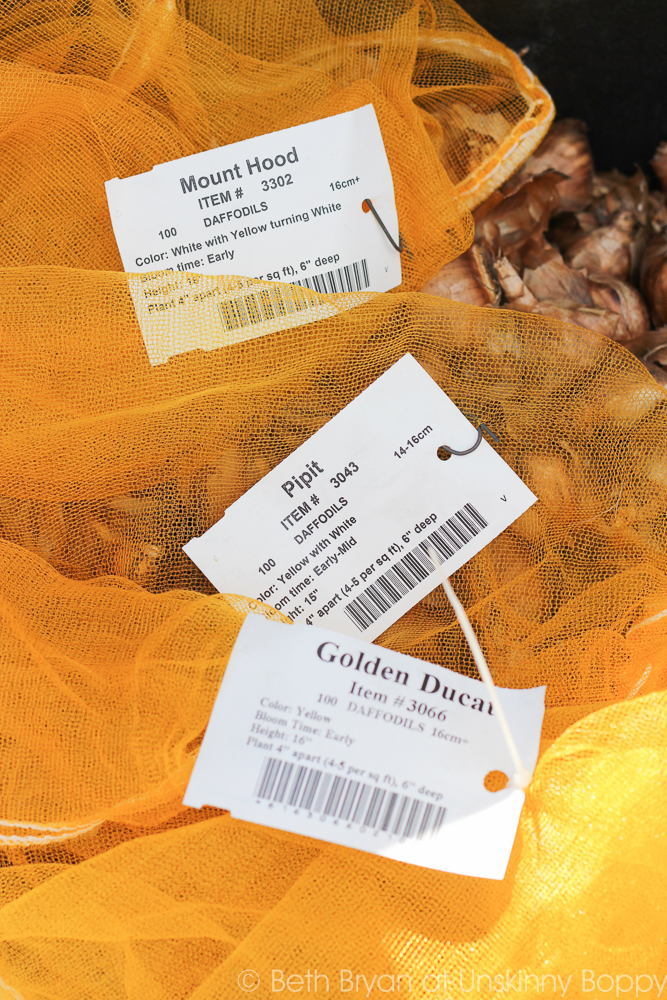 Mount Hood
ITEM # 3302
100 DAFFODILS 16cm+
Color: White with Yellow turning White
Bloom time: Early
Height: 16"
Plant 4" apart (4-5 per sq ft), 6" deep
V
Pipit
ITEM # 3043
100 DAFFODILS 14-16cm
Color: Yellow with White
Bloom time: Early-Mid
ght: 15"
4" apart (4-5 per sq ft), 6" deep
V
Golden Ducat
Item #3066
100 DAFFODILS 16cm+
Color: Yellow
Bloom Time: Early
Height: 16"
Plant 4" apart (4-5 per sq ft), 6" deep
© Beth Bryan at Unskinny Boppy